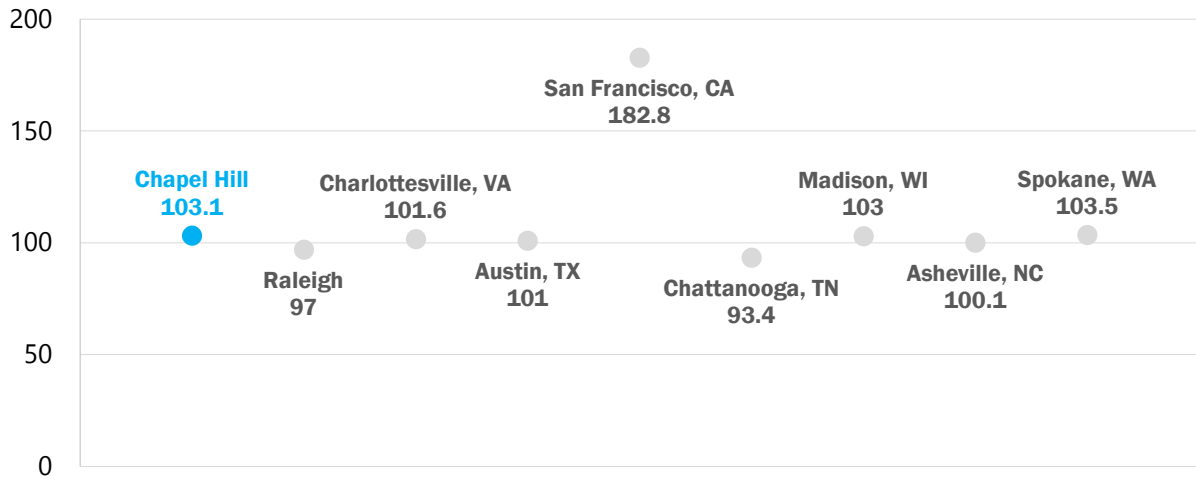 200
San Francisco, CA
182.8
150
Chapel Hill
103.1
Charlottesville, VA
101.6
Madison, WI
103
Spokane, WA
103.5
100
Raleigh
97
Austin, TX
101
Chattanooga, TN
93.4
Asheville, NC
100.1
50
0